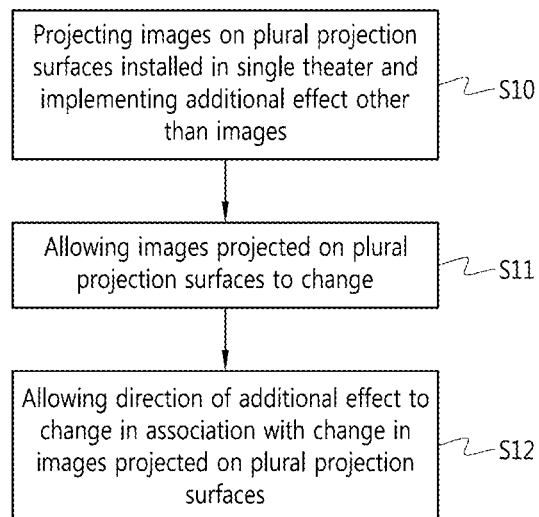 Projecting images on plural projection
surfaces installed in single theater and
implementing additional effect other
than images
S10
Allowing images projected on plural
projection surfaces to change
S11
Allowing direction of additional effect to
change in association with change in
images projected on plural projection
surfaces
S12